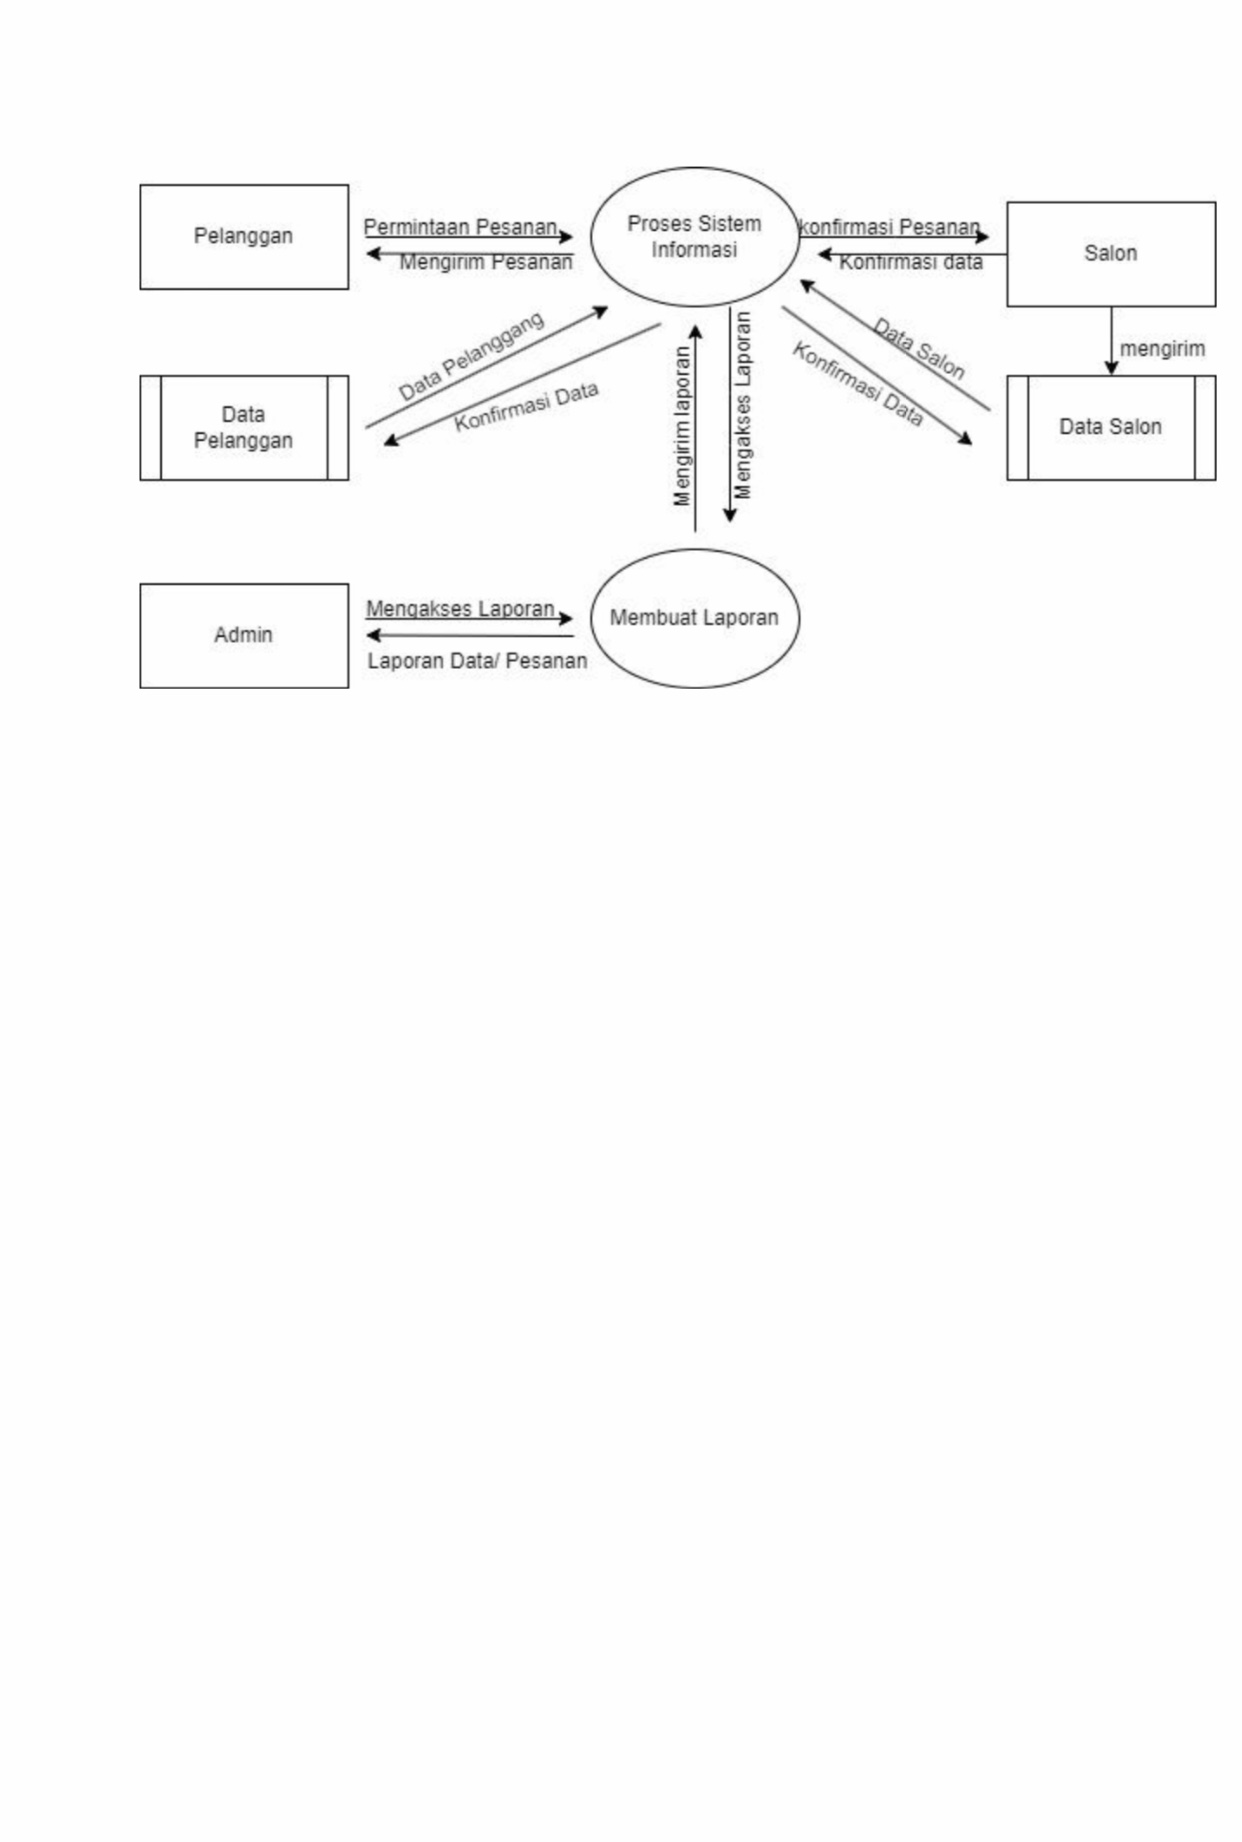 Pelanggan
Permintaan Pesanan
Mengirim Pesanan
Proses Sistem
Informasi
konfirmasi Pesanan
Konfirmasi data
Salon
mengirim
Data Pelanggang
Konfirmasi Data
Mengirim laporan
Mengakses Laporan
Data Salon
Konfirmasi Data
Data
Pelanggan
Data Salon
Admin
Mengakses Laporan
Laporan Data/ Pesanan
Membuat Laporan